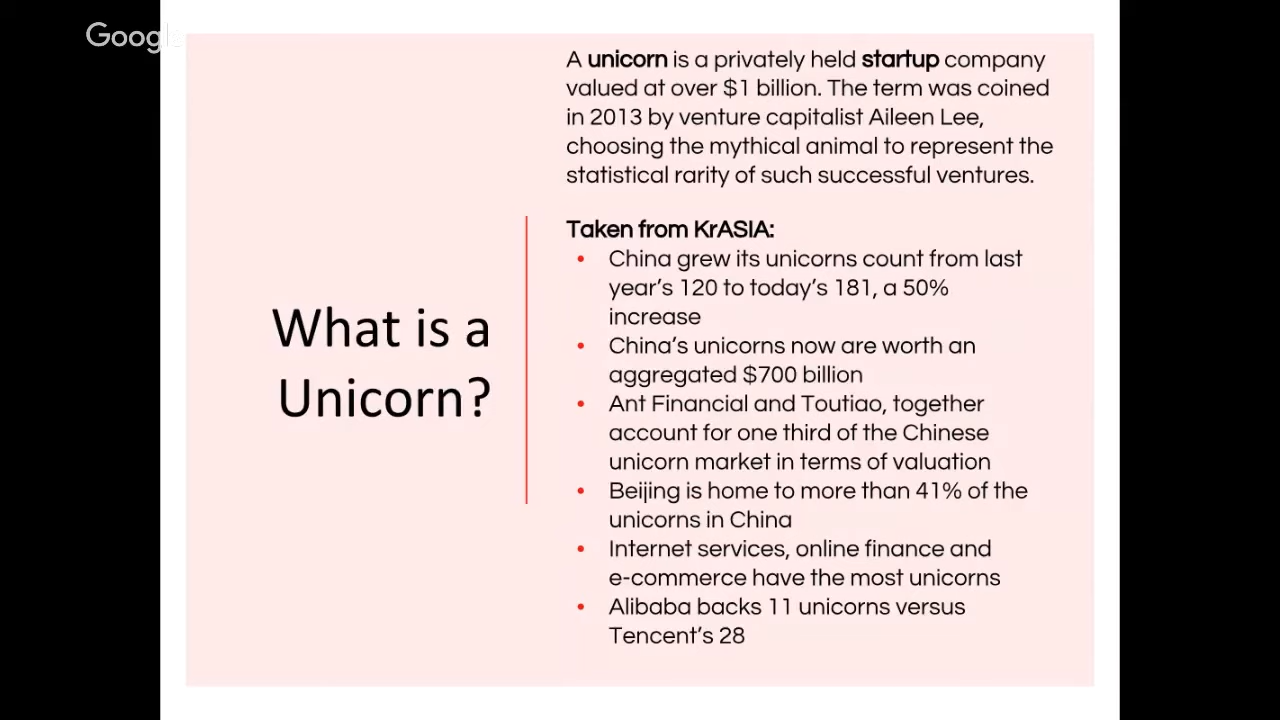 Google
A unicorn is a privately held startup company
valued at over $1 billion. The term was coined
in 2013 by venture capitalist Aileen Lee,
choosing the mythical animal to represent the
statistical rarity of such successful ventures.
Taken from KrASIA:
• China grew its unicorns count from last
year's 120 to today's 181, a 50%
increase
• China's unicorns now are worth an
aggregated $700 billion
• Ant Financial and Toutiao, together
account for one third of the Chinese
unicorn market in terms of valuation
• Beijing is home to more than 41% of the
unicorns in China
• Internet services, online finance and
e-commerce have the most unicorns
• Alibaba backs 11 unicorns versus
Tencent's 28
What is a
Unicorn?